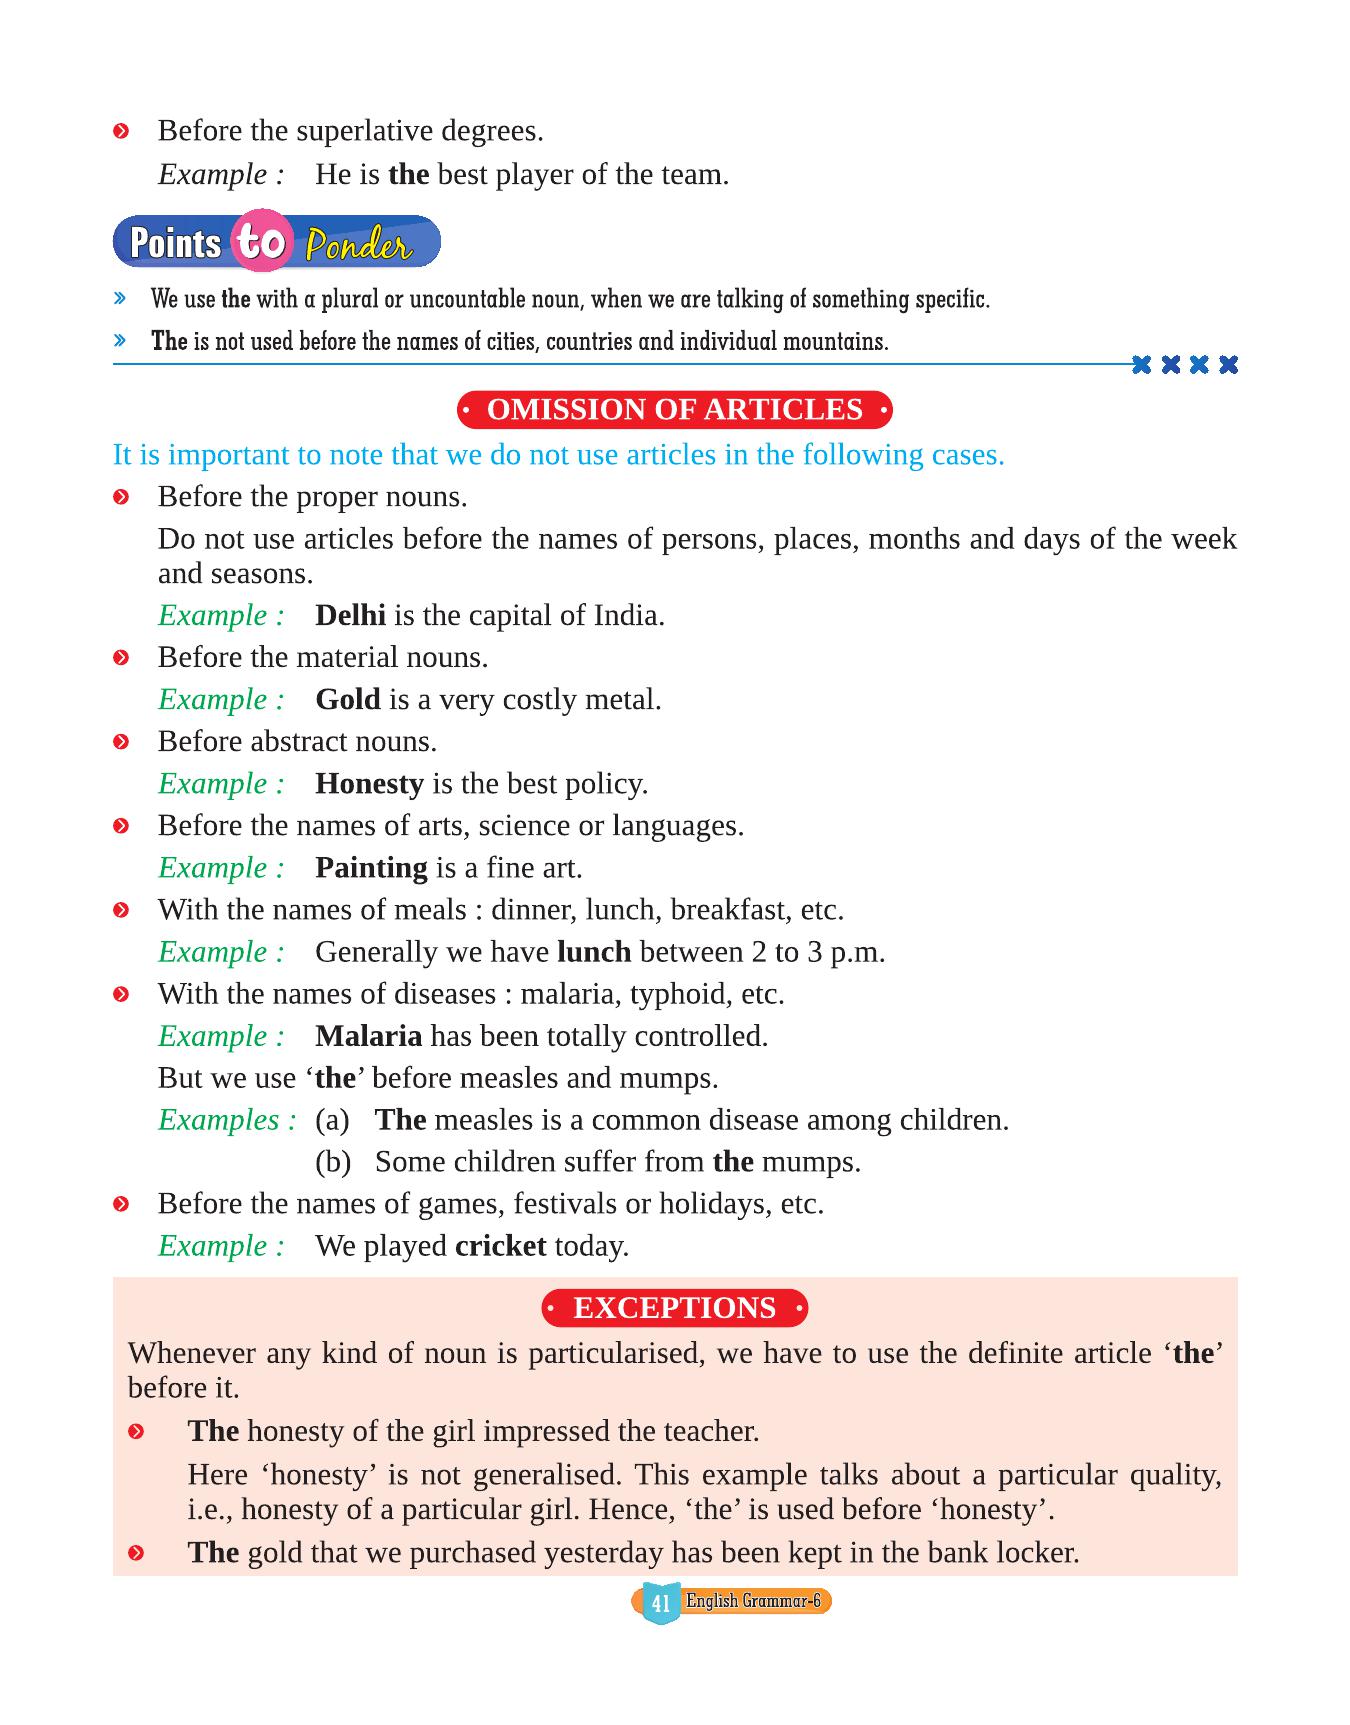 Before the superlative degrees.
Example : He is the best player of the team.
Points to Ponder
We use the with a plural or uncountable noun, when we are talking of something specific.
The is not used before the names of cities, countries and individual mountains.
OMISSION OF ARTICLES
It is important to note that we do not use articles in the following cases.
Before the proper nouns.
Do not use articles before the names of persons, places, months and days of the week
and seasons.
Example : Delhi is the capital of India.
Before the material nouns.
Example : Gold is a very costly metal.
Before abstract nouns.
Example : Honesty is the best policy.
Before the names of arts, science or languages.
Example : Painting is a fine art.
With the names of meals : dinner, lunch, breakfast, etc.
Example : Generally we have lunch between 2 to 3 p.m.
With the names of diseases : malaria, typhoid, etc.
Example : Malaria has been totally controlled.
But we use ‘the’ before measles and mumps.
Examples : (a) The measles is a common disease among children.
(b) Some children suffer from the mumps.
Before the names of games, festivals or holidays, etc.
Example : We played cricket today.
EXCEPTIONS
Whenever any kind of noun is particularised, we have to use the definite article ‘the’
before it.
The honesty of the girl impressed the teacher.
Here ‘honesty’ is not generalised. This example talks about a particular quality,
i.e., honesty of a particular girl. Hence, ‘the’ is used before ‘honesty’.
The gold that we purchased yesterday has been kept in the bank locker.
41 English Grammar-6